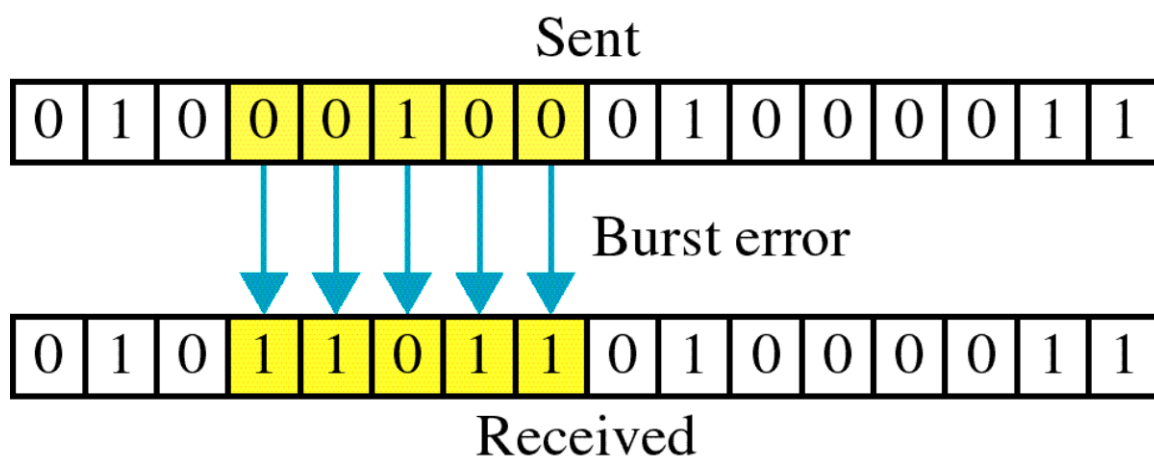 Sent
0 1 0 0 0 1 0 0 0 1 0 0 0 0 1 1
Burst error
0 1 0 1 1 0 1 1 0 1 0 0 0 0 1 1
Received